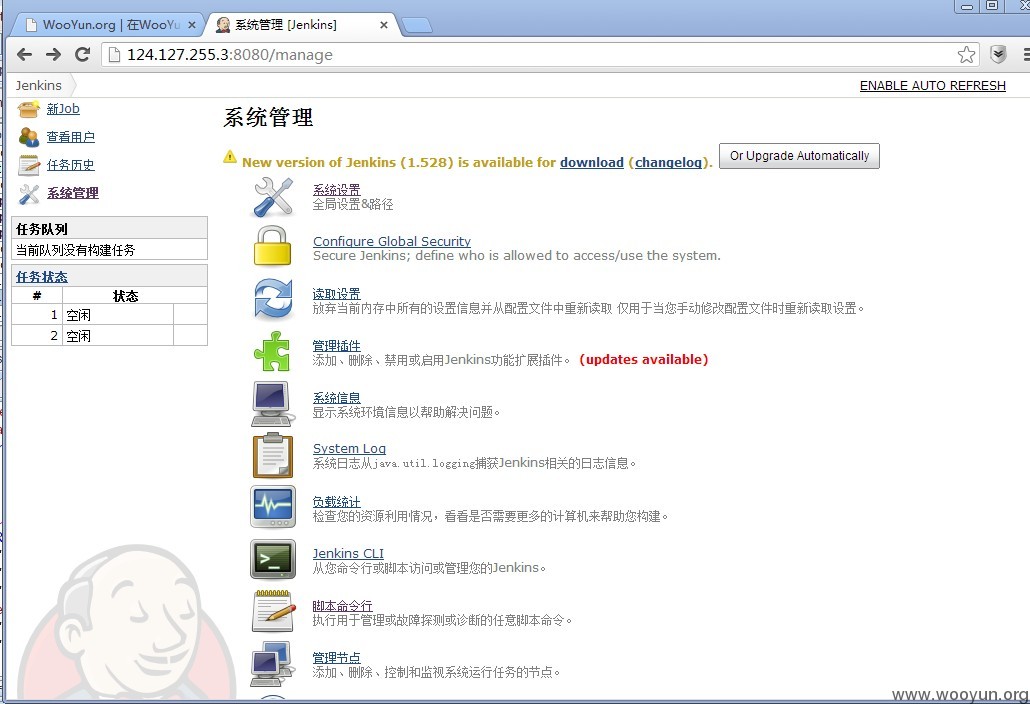 WooYun.org | 在WooYu
系统管理 [Jenkins]
124.127.255.3:8080/manage
Jenkins
ENABLE AUTO REFRESH
新Job
查看用户
任务历史
系统管理
任务队列
当前队列没有构建任务
任务状态
# 状态
1 空闲
2 空闲
系统管理
New version of Jenkins (1.528) is available for download (changelog).
Or Upgrade Automatically
系统设置
全局设置&路径
Configure Global Security
Secure Jenkins; define who is allowed to access/use the system.
读取设置
放弃当前内存中所有的设置信息并从配置文件中重新读取 仅用于当您手动修改配置文件时重新读取设置。
管理插件
添加、删除、禁用或启用Jenkins功能扩展插件。 (updates available)
系统信息
显示系统环境信息以帮助解决问题。
System Log
系统日志从java.util.logging捕获Jenkins相关的日志信息。
负载统计
检查您的资源利用情况，看看是否需要更多的计算机来帮助您构建。
Jenkins CLI
从您命令行或脚本访问或管理您的Jenkins。
脚本命令行
执行用于管理或故障探测或诊断的任意脚本命令。
管理节点
添加、删除、控制和监视系统运行任务的节点。
www.wooyun.org